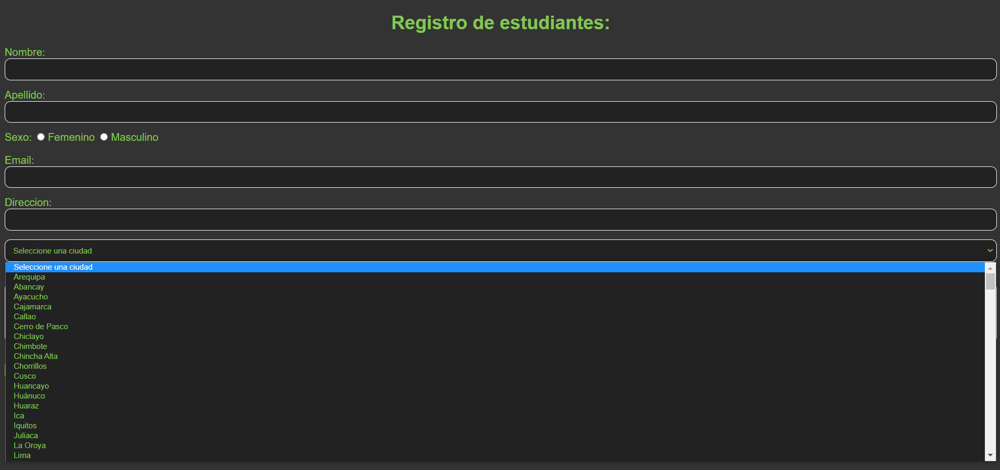 Registro de estudiantes:
Nombre:
Apellido:
Sexo: Femenino Masculino
Email:
Direccion:
Seleccione una ciudad
Seleccione una ciudad
Arequipa
Abancay
Ayacucho
Cajamarca
Callao
Cerro de Pasco
Chiclayo
Chimbote
Chincha Alta
Chorrillos
Cusco
Huancayo
Huánuco
Huaraz
Ica
Iquitos
Juliaca
La Oroya
Lima